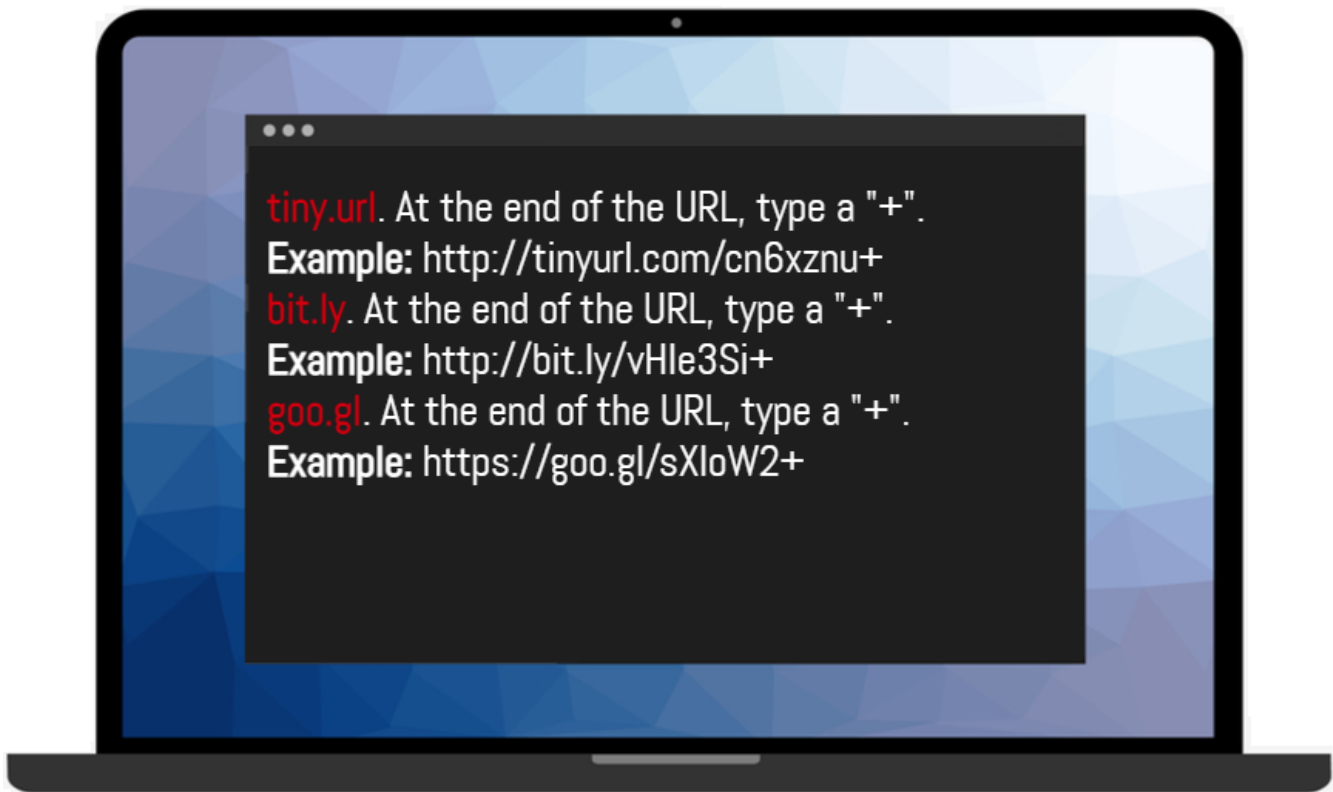 tiny.url. At the end of the URL, type a "+".
Example: http://tinyurl.com/cn6xznu+
bit.ly. At the end of the URL, type a "+".
Example: http://bit.ly/vHle3Si+
goo.gl. At the end of the URL, type a "+".
Example: https://goo.gl/sXloW2+